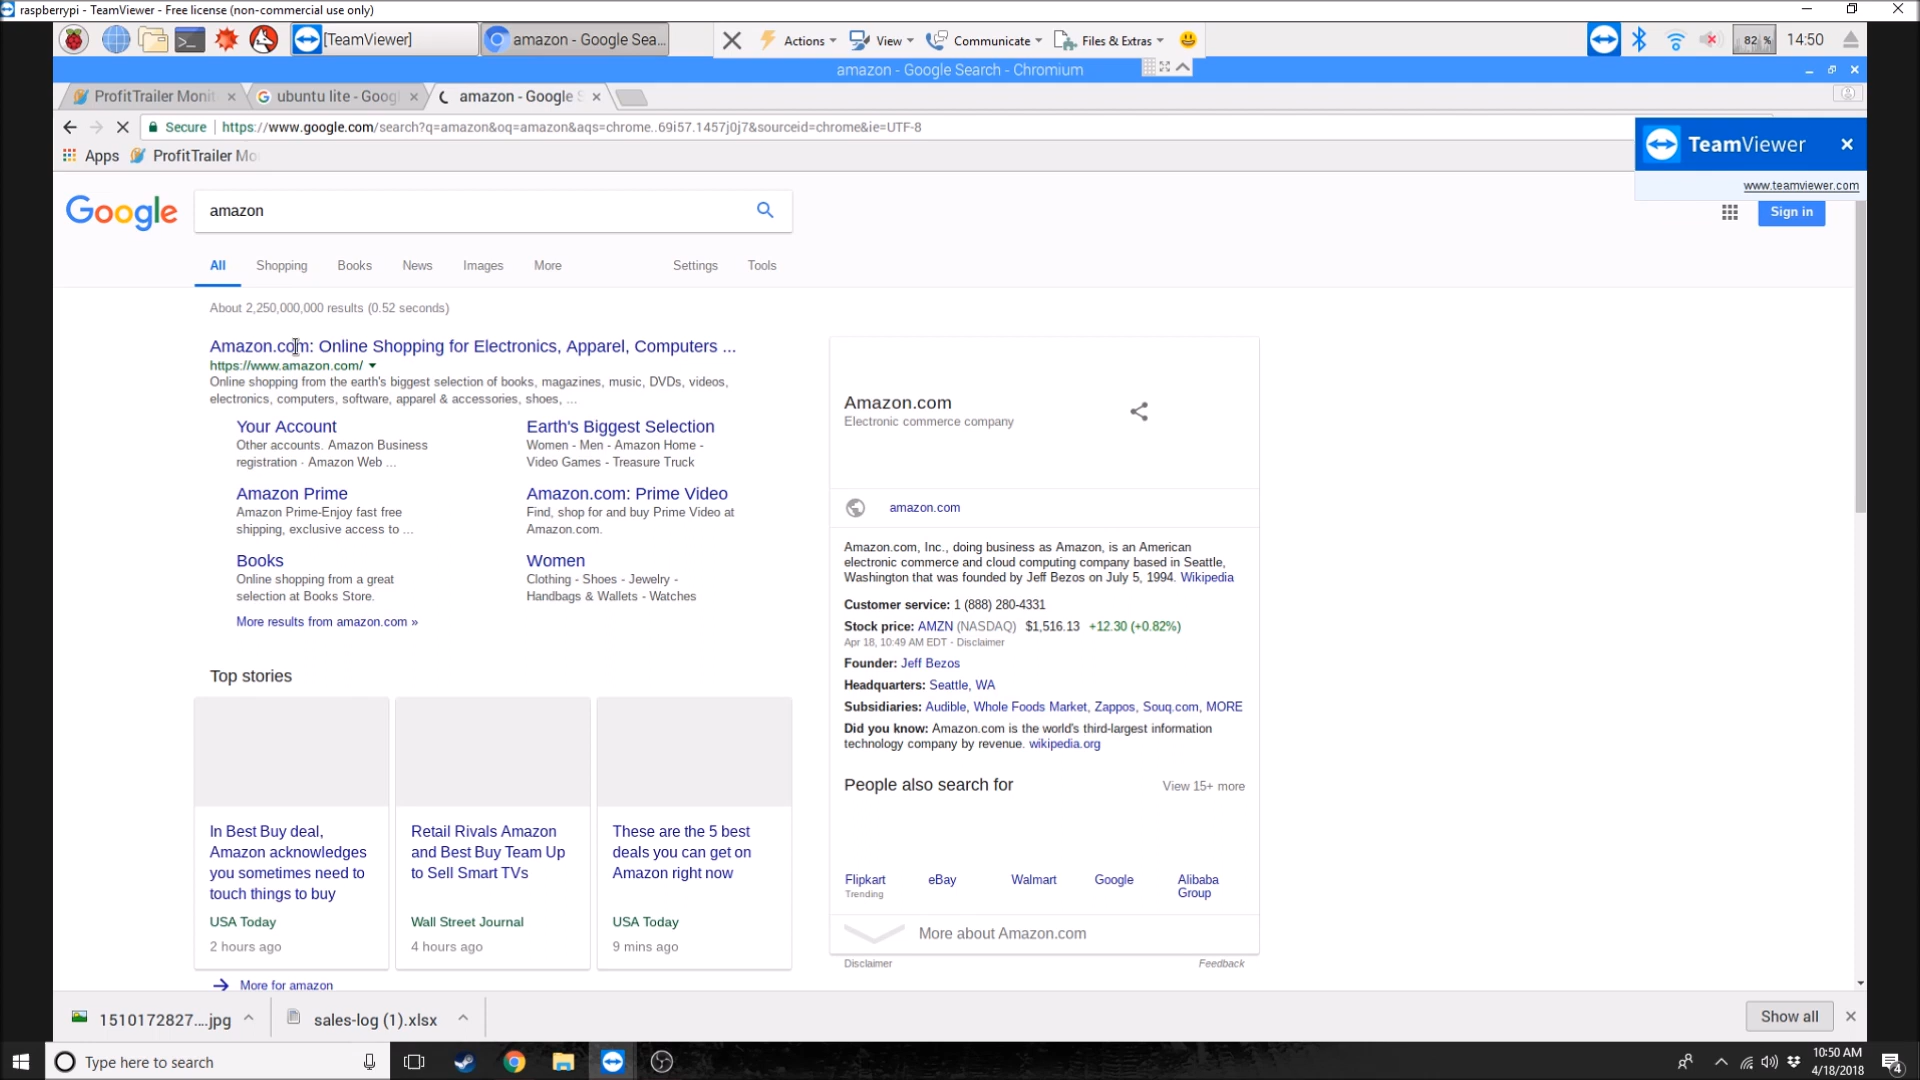 raspberrypi - TeamViewer - Free license (non-commercial use only)
[TeamViewer]
amazon - Google Sea...
Actions
View
Communicate
Files & Extras
82 %
14:50
amazon - Google Search - Chromium
ProfitTrailer Monit
ubuntu lite - Goog
amazon - Google S
Secure
https://www.google.com/search?q=amazon&oq=amazon&aqs=chrome..69i57.1457j0j7&sourceid=chrome&ie=UTF-8
TeamViewer
www.teamviewer.com
Apps
ProfitTrailer Mo
Google
amazon
Sign in
All
Shopping
Books
News
Images
More
Settings
Tools
About 2,250,000,000 results (0.52 seconds)
Amazon.com: Online Shopping for Electronics, Apparel, Computers ...
https://www.amazon.com/
Online shopping from the earth's biggest selection of books, magazines, music, DVDs, videos,
electronics, computers, software, apparel & accessories, shoes, ...
Your Account
Other accounts. Amazon Business
registration · Amazon Web ...
Earth's Biggest Selection
Women - Men - Amazon Home -
Video Games - Treasure Truck
Amazon Prime
Amazon Prime-Enjoy fast free
shipping, exclusive access to ...
Amazon.com: Prime Video
Find, shop for and buy Prime Video at
Amazon.com.
Books
Online shopping from a great
selection at Books Store.
Women
Clothing - Shoes - Jewelry -
Handbags & Wallets - Watches
More results from amazon.com »
Top stories
In Best Buy deal,
Amazon acknowledges
you sometimes need to
touch things to buy
USA Today
2 hours ago
Retail Rivals Amazon
and Best Buy Team Up
to Sell Smart TVs
Wall Street Journal
4 hours ago
These are the 5 best
deals you can get on
Amazon right now
USA Today
9 mins ago
More for amazon
Amazon.com
Electronic commerce company
amazon.com
Amazon.com, Inc., doing business as Amazon, is an American
electronic commerce and cloud computing company based in Seattle,
Washington that was founded by Jeff Bezos on July 5, 1994. Wikipedia
Customer service: 1 (888) 280-4331
Stock price: AMZN (NASDAQ) $1,516.13 +12.30 (+0.82%)
Apr 18, 10:49 AM EDT - Disclaimer
Founder: Jeff Bezos
Headquarters: Seattle, WA
Subsidiaries: Audible, Whole Foods Market, Zappos, Souq.com, MORE
Did you know: Amazon.com is the world's third-largest information
technology company by revenue. wikipedia.org
People also search for
View 15+ more
Flipkart
Trending
eBay
Walmart
Google
Alibaba
Group
More about Amazon.com
Disclaimer
Feedback
1510172827....jpg
sales-log (1).xlsx
Show all
Type here to search
10:50 AM
4/18/2018
4